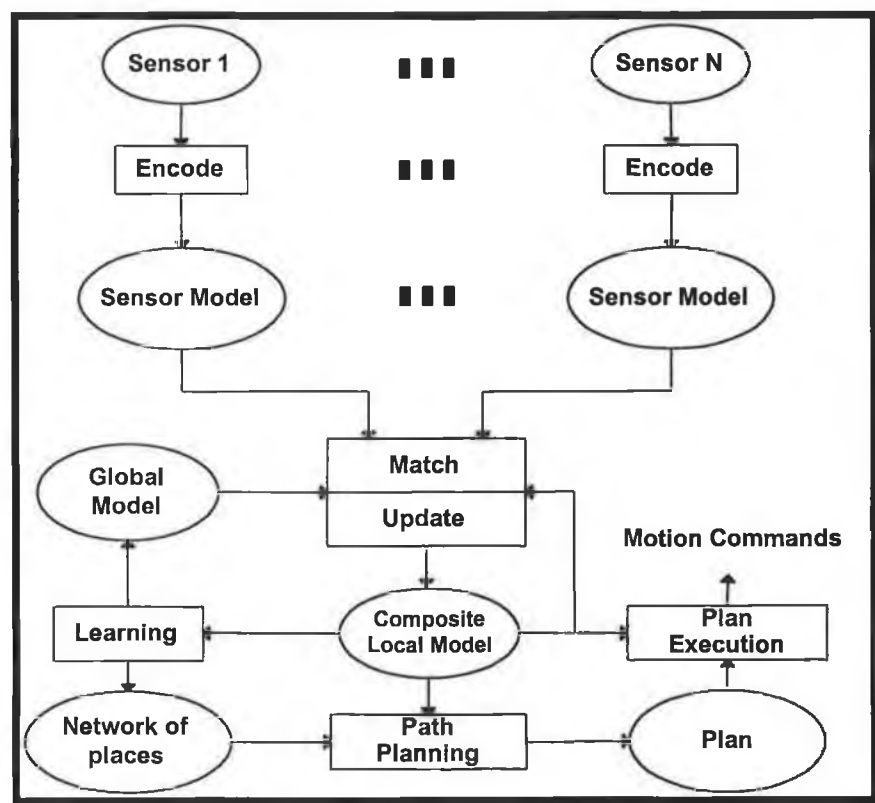 Sensor 1
Sensor N
Encode
Encode
Sensor Model
Sensor Model
Match
Global
Model
Update
Motion Commands
Composite
Local Model
Learning
Plan
Execution
Network of
places
Path
Planning
Plan